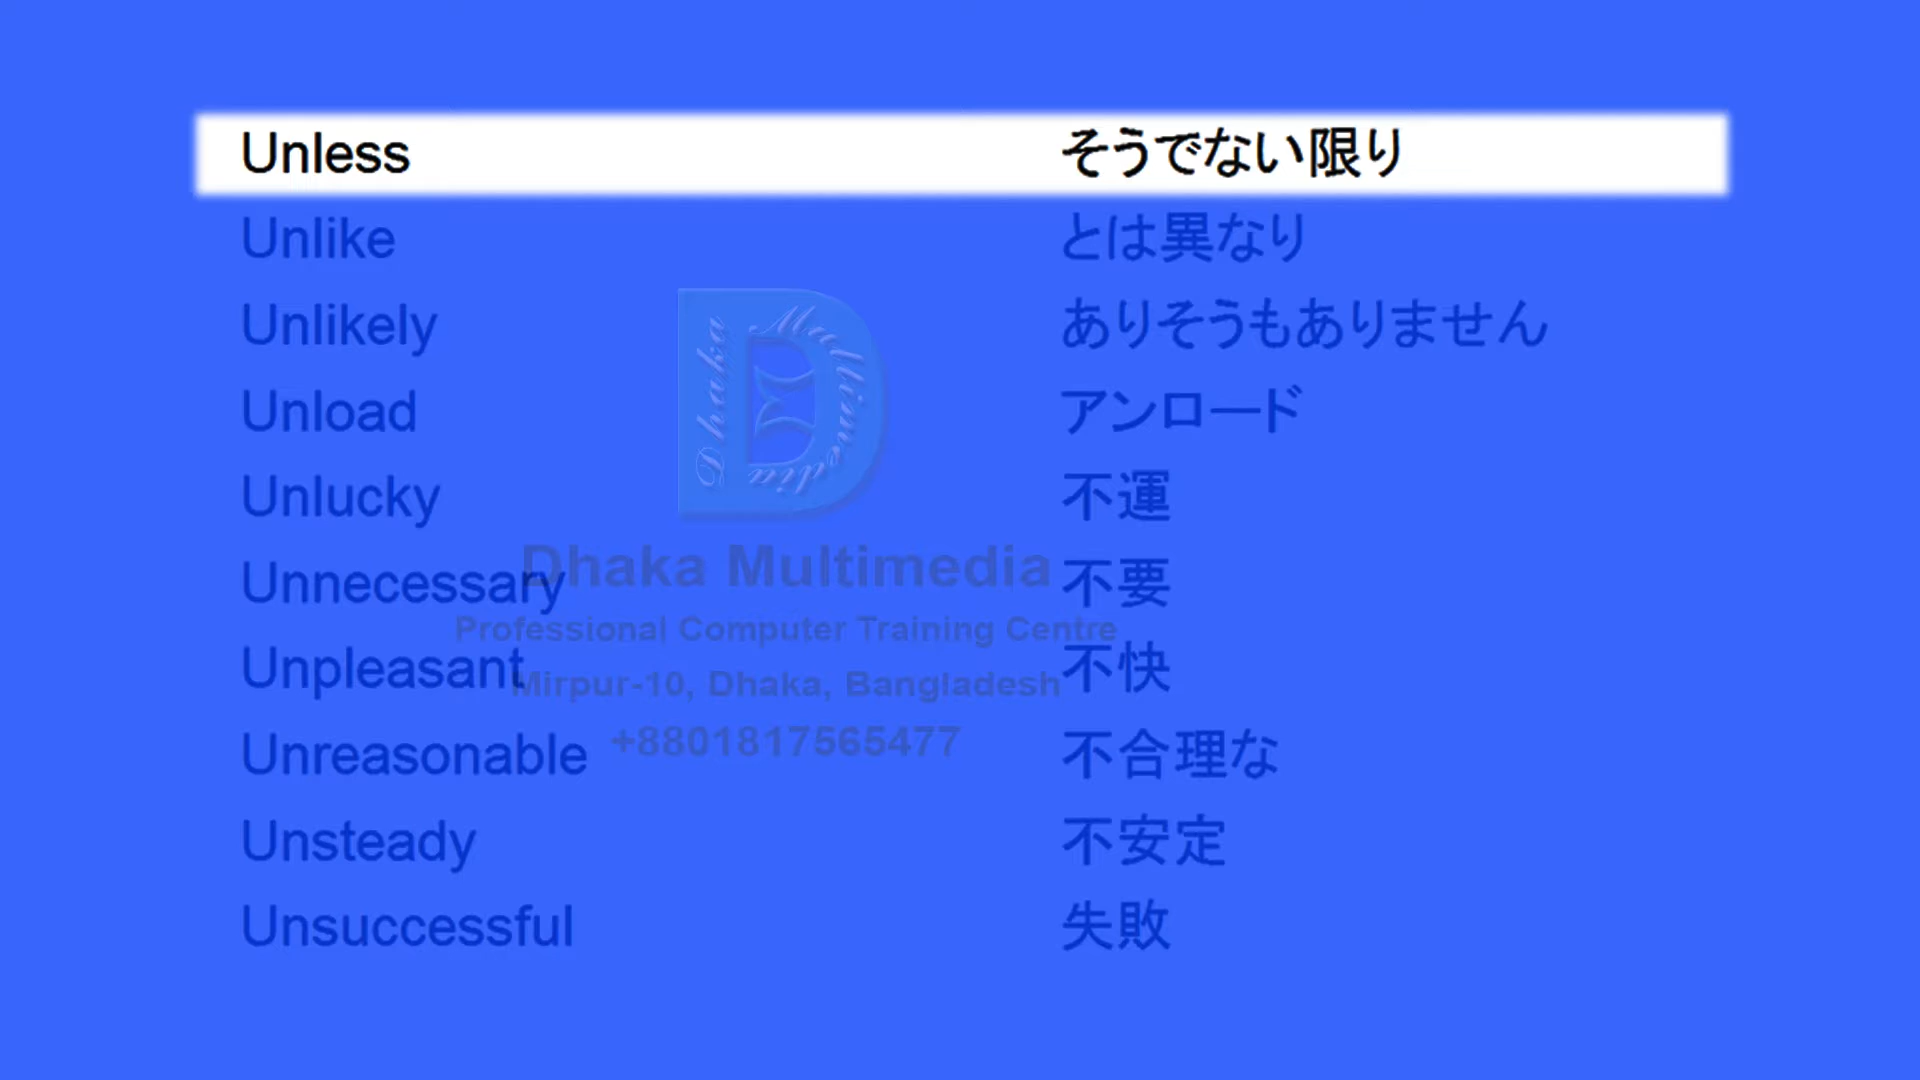 Unless そうでない限り
Unlike とは異なり
Unlikely ありそうもありません
Unload アンロード
Unlucky 不運
Unnecessary 不要
Unpleasant 不快
Unreasonable 不合理な
Unsteady 不安定
Unsuccessful 失敗
Dhaka Multimedia
Dhaka Multimedia
Professional Computer Training Centre
Mirpur-10, Dhaka, Bangladesh
+8801817565477